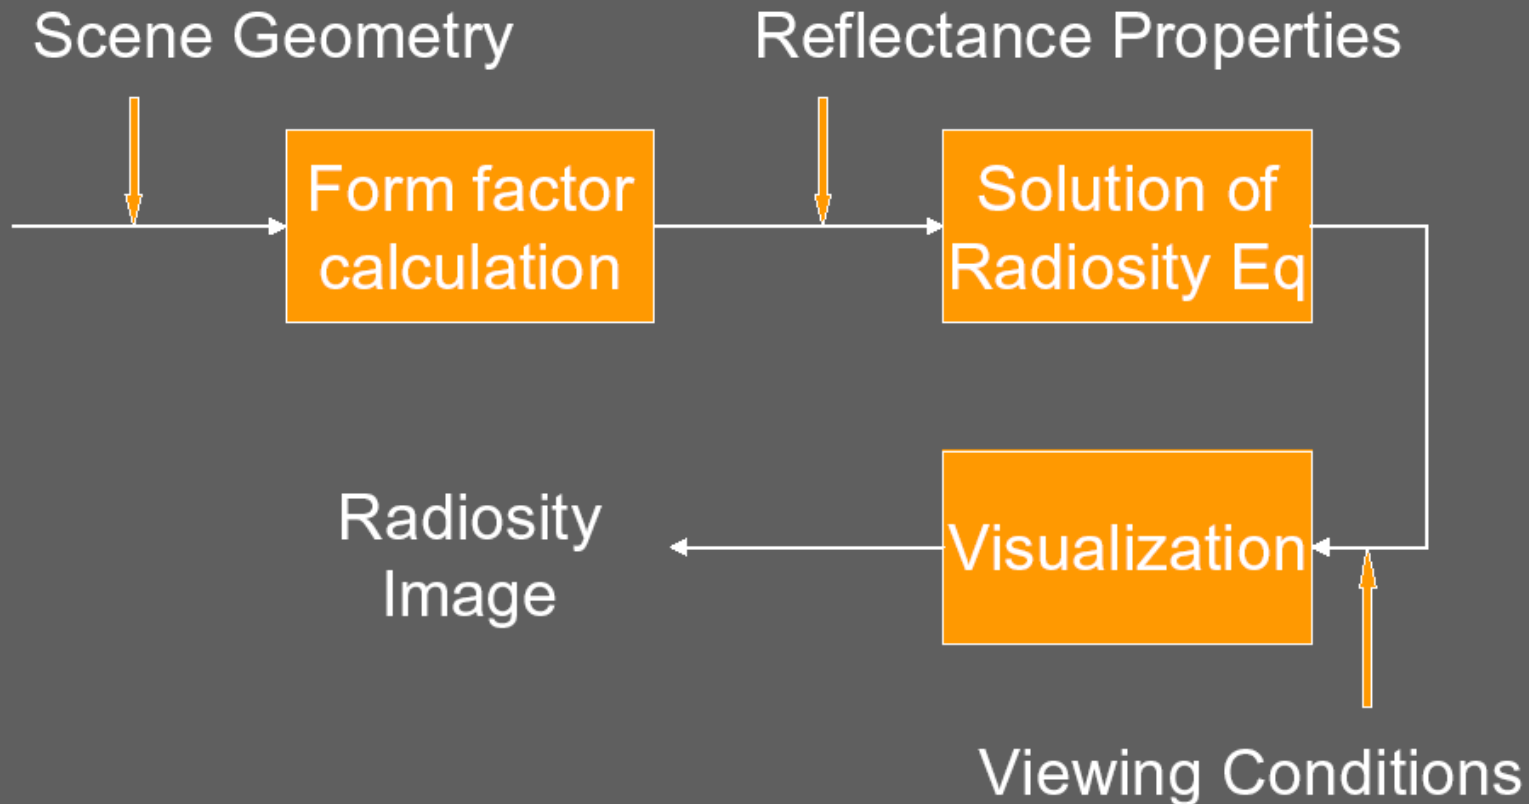 Scene Geometry
Reflectance Properties
Form factor
calculation
Solution of
Radiosity Eq
Radiosity
Image
Visualization
Viewing Conditions